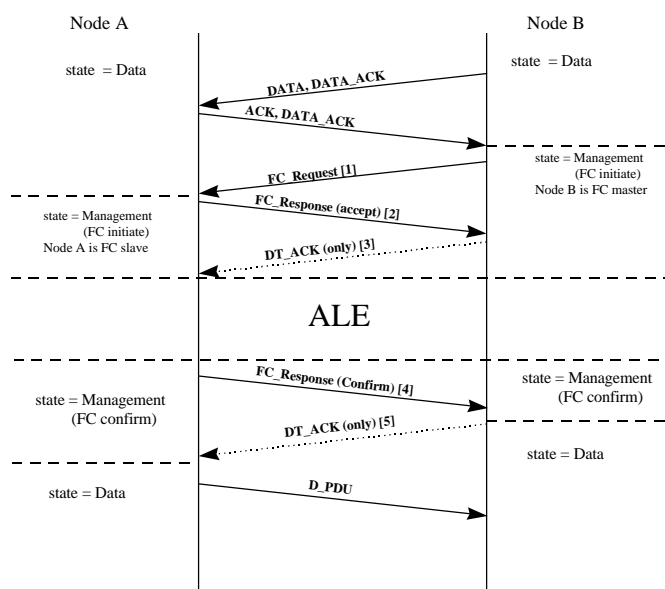 Node A
Node B
state = Data
state = Data
DATA, DATA_ACK
ACK, DATA_ACK
state = Management
(FC initiate)
Node B is FC master
FC_Request [1]
FC_Response (accept) [2]
state = Management
(FC initiate)
Node A is FC slave
DT_ACK (only) [3]
ALE
FC_Response (Confirm) [4]
state = Management
(FC confirm)
state = Management
(FC confirm)
DT_ACK (only) [5]
state = Data
state = Data
D_PDU